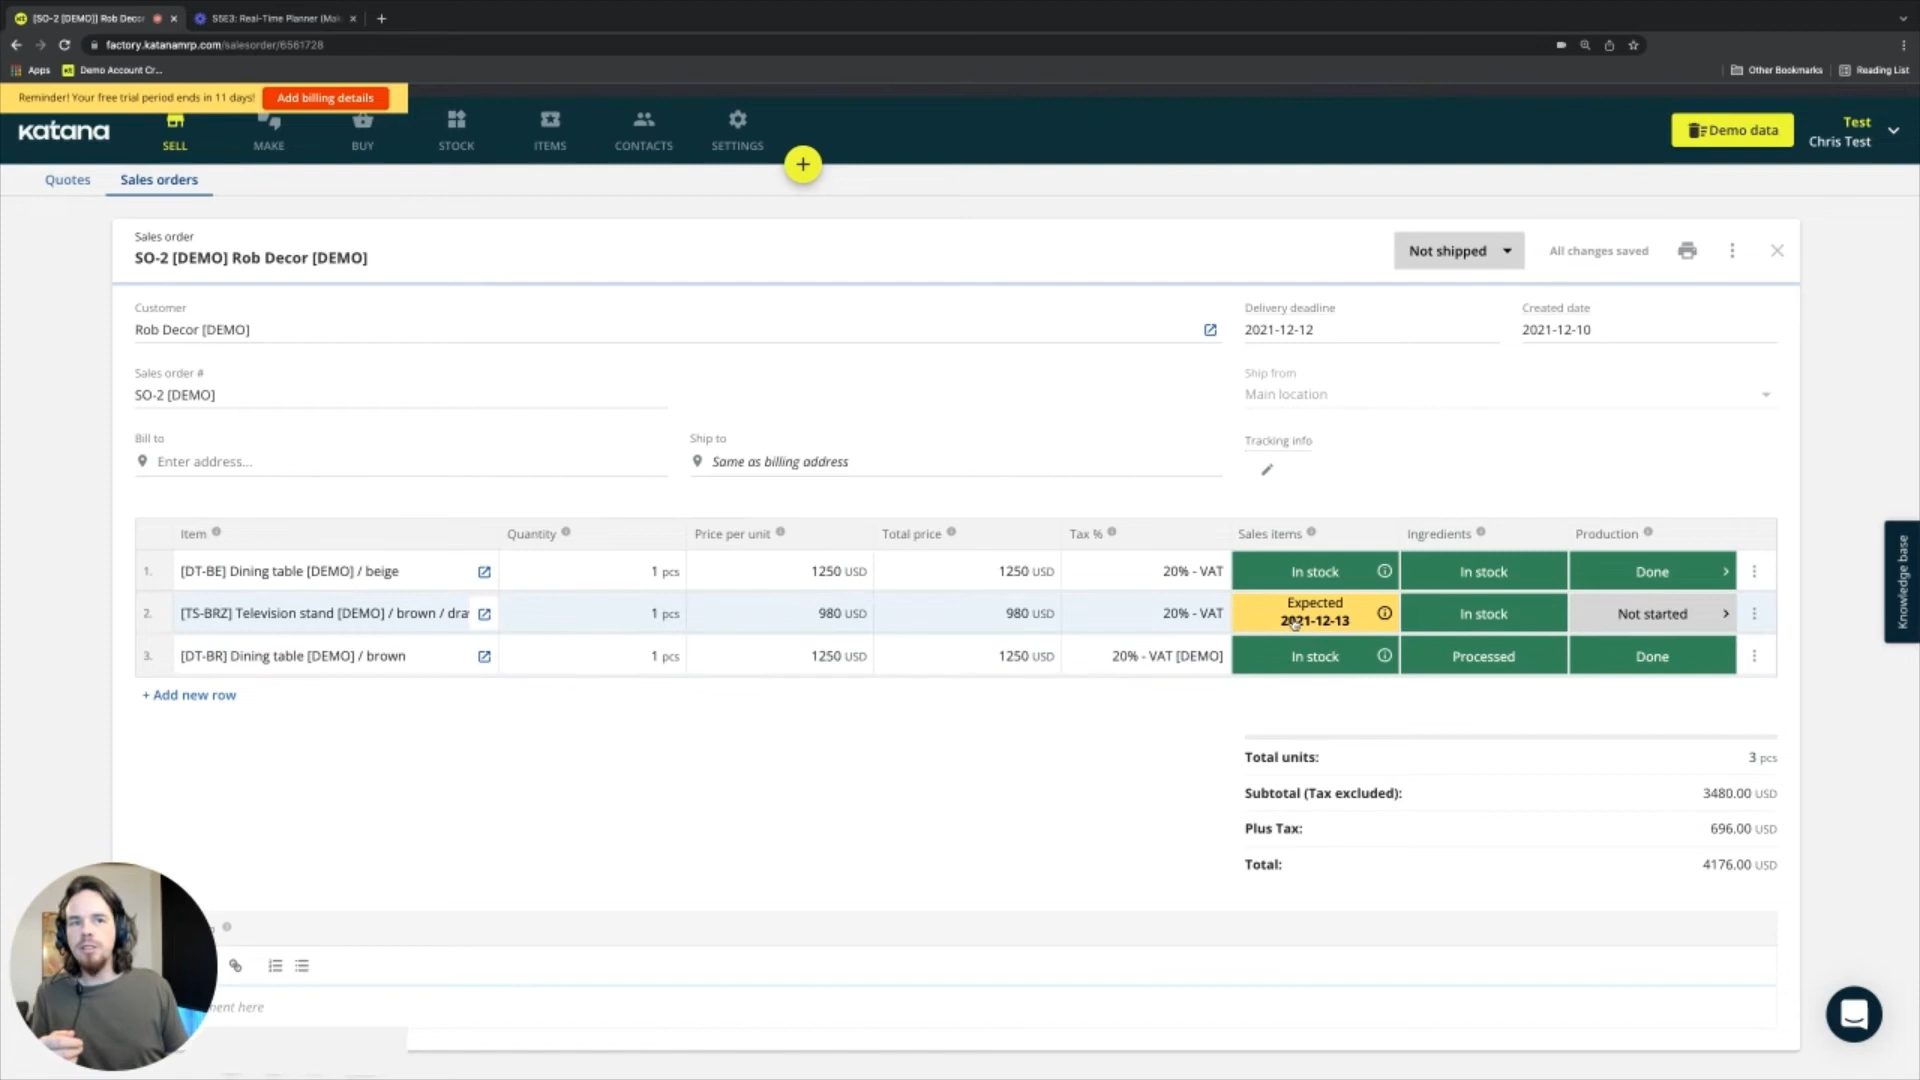 [SO-2 [DEMO]] Rob Decor
S5E3: Real-Time Planner (Mak
factory.katanamrp.com/salesorder/6561728
Apps
Demo Account Cr...
Other Bookmarks
Reading List
Reminder! Your free trial period ends in 11 days!
Add billing details
katana
SELL
MAKE
BUY
STOCK
ITEMS
CONTACTS
SETTINGS
+
Demo data
Test
Chris Test
Quotes
Sales orders
Sales order
SO-2 [DEMO] Rob Decor [DEMO]
Not shipped
All changes saved
Customer
Rob Decor [DEMO]
Delivery deadline
2021-12-12
Created date
2021-12-10
Sales order #
SO-2 [DEMO]
Ship from
Main location
Bill to
Enter address...
Ship to
Same as billing address
Tracking info
Item Quantity Price per unit Total price Tax % Sales items Ingredients Production
1. [DT-BE] Dining table [DEMO] / beige 1 pcs 1250 USD 1250 USD 20% - VAT In stock In stock Done
2. [TS-BRZ] Television stand [DEMO] / brown / dra 1 pcs 980 USD 980 USD 20% - VAT Expected 2021-12-13 In stock Not started
3. [DT-BR] Dining table [DEMO] / brown 1 pcs 1250 USD 1250 USD 20% - VAT [DEMO] In stock Processed Done
+ Add new row
Total units: 3 pcs
Subtotal (Tax excluded): 3480.00 USD
Plus Tax: 696.00 USD
Total: 4176.00 USD
Knowledge base
here